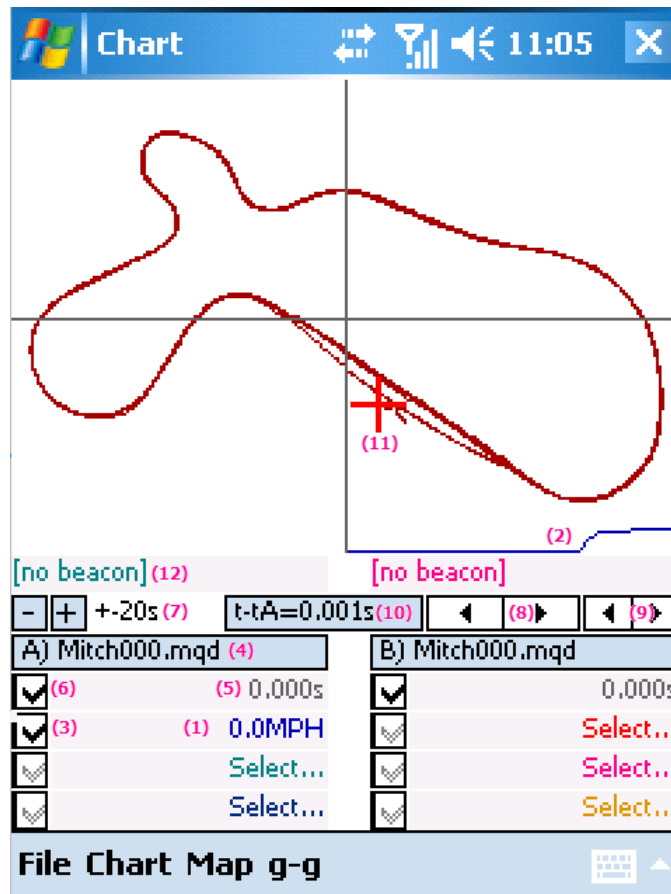 Chart 11:05
(11)
(2)
[no beacon] (12) [no beacon]
- + +-20s (7) t-tA=0.001s (10) (8) (9)
A) Mitch000.mqd (4) B) Mitch000.mqd
(6) (5) 0.000s 0.000s
(3) (1) 0.0MPH Select...
Select... Select...
Select... Select...
File Chart Map g-g